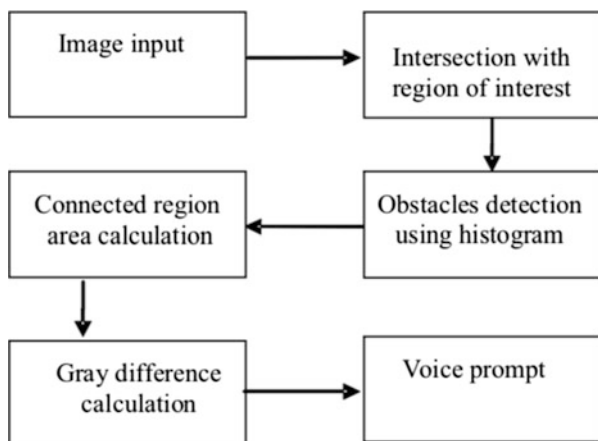 Image input
Intersection with
region of interest
Obstacles detection
using histogram
Connected region
area calculation
Gray difference
calculation
Voice prompt